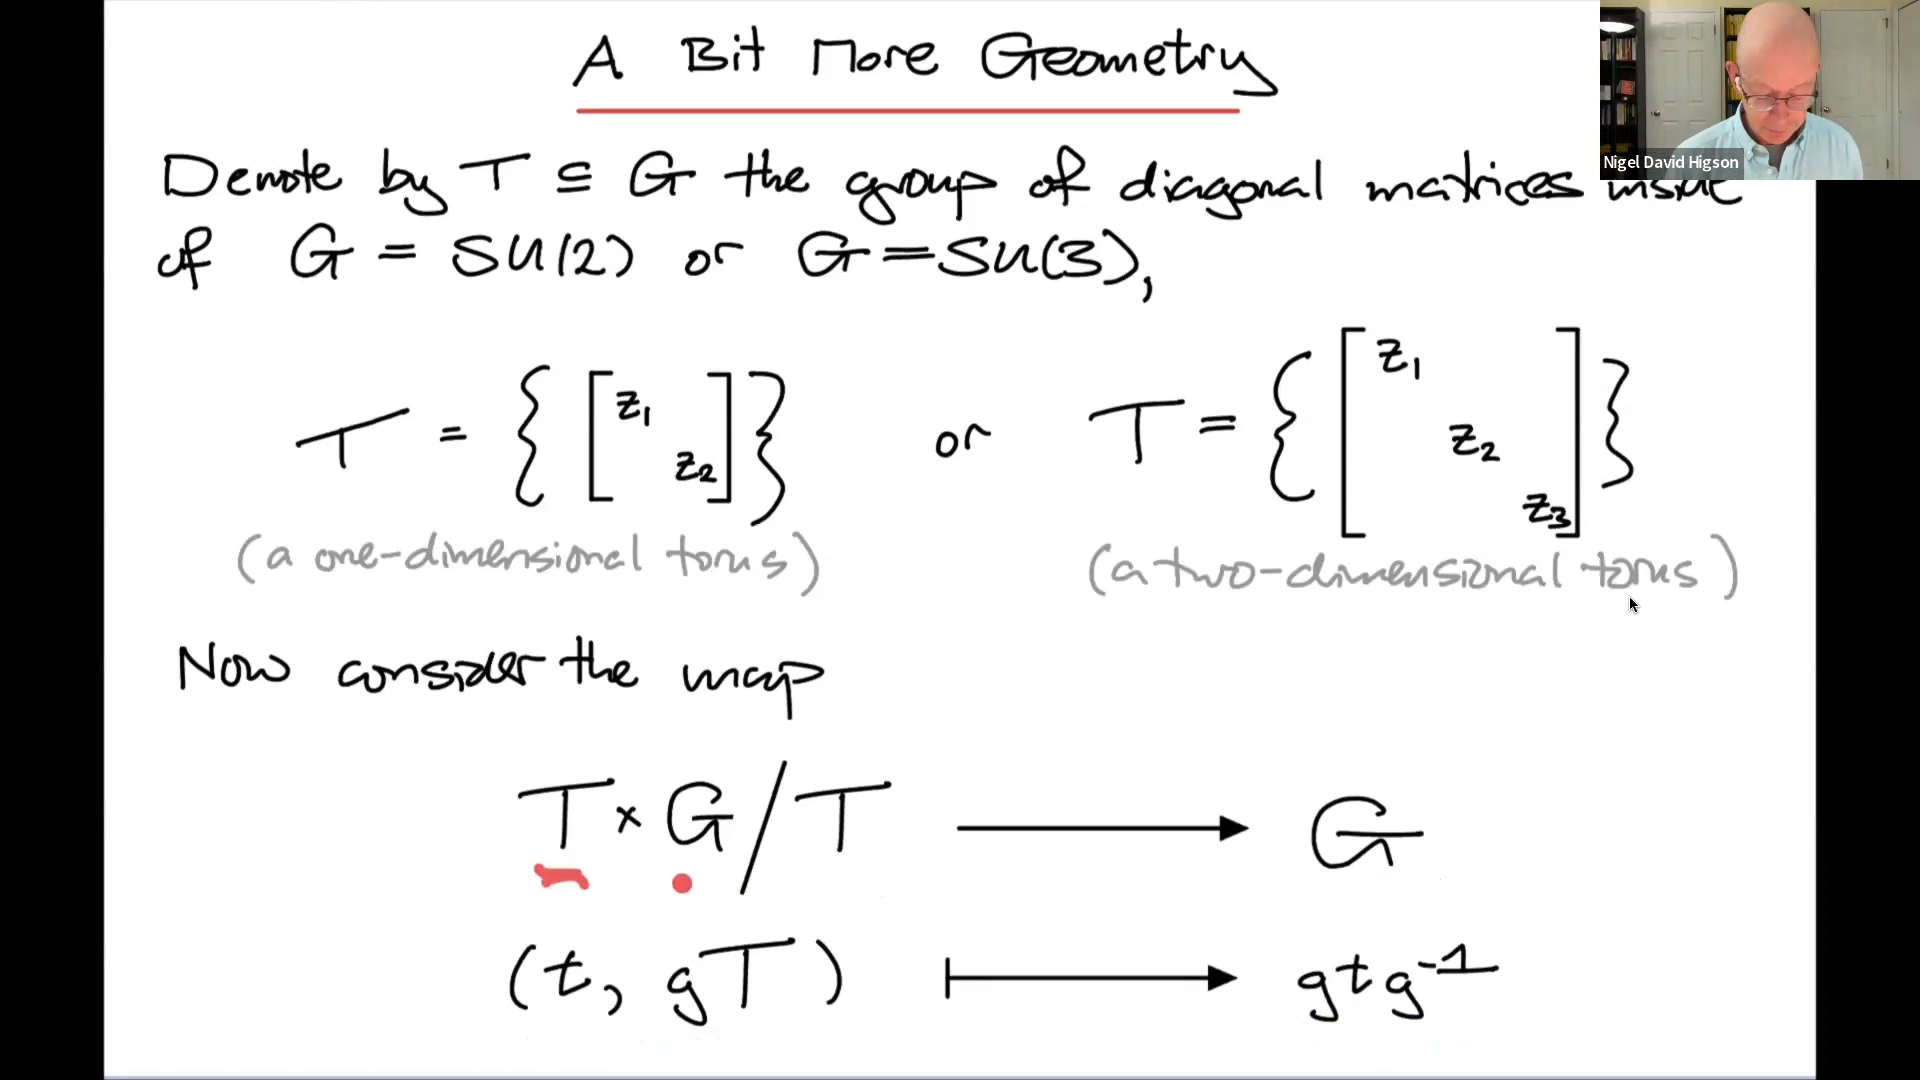 A Bit More Geometry
Nigel David Higson
Denote by T ⊆ G the group of diagonal matrices inside
of G = SU(2) or G = SU(3),
T = { [ z₁ z₂ ] } or T = { [ z₁ z₂ z₃ ] }
(a one-dimensional torus) (a two-dimensional torus)
Now consider the map
T × G/T ⟶ G
(t, gT) ⟼ gtg⁻¹